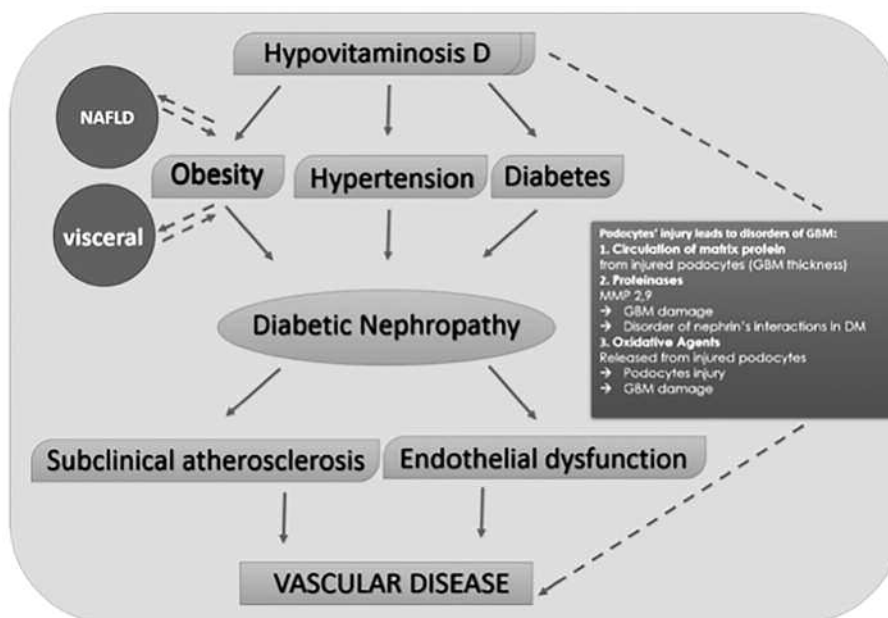 Hypovitaminosis D
NAFLD
Obesity
Hypertension
Diabetes
visceral
Podocytes' injury leads to disorders of GBM:
1. Circulation of matrix protein
from injured podocytes (GBM thickness)
2. Proteinases
MMP 2,9
→ GBM damage
→ Disorder of nephrin's interactions in DM
3. Oxidative Agents
Released from injured podocytes
→ Podocytes injury
→ GBM damage
Diabetic Nephropathy
Subclinical atherosclerosis
Endothelial dysfunction
VASCULAR DISEASE